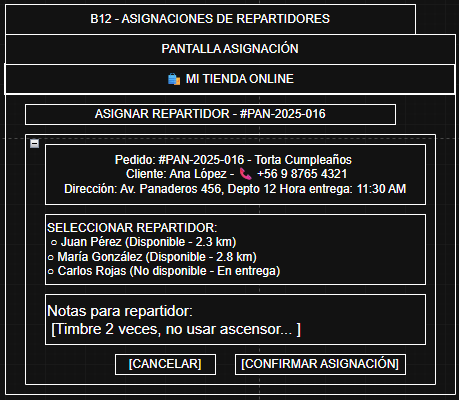 B12 - ASIGNACIONES DE REPARTIDORES
PANTALLA ASIGNACIÓN
🛍️ MI TIENDA ONLINE
ASIGNAR REPARTIDOR - #PAN-2025-016
Pedido: #PAN-2025-016 - Torta Cumpleaños
Cliente: Ana López - 📞 +56 9 8765 4321
Dirección: Av. Panaderos 456, Depto 12 Hora entrega: 11:30 AM
SELECCIONAR REPARTIDOR:
○ Juan Pérez (Disponible - 2.3 km)
○ María González (Disponible - 2.8 km)
○ Carlos Rojas (No disponible - En entrega)
Notas para repartidor:
[Timbre 2 veces, no usar ascensor... ]
[CANCELAR] [CONFIRMAR ASIGNACIÓN]